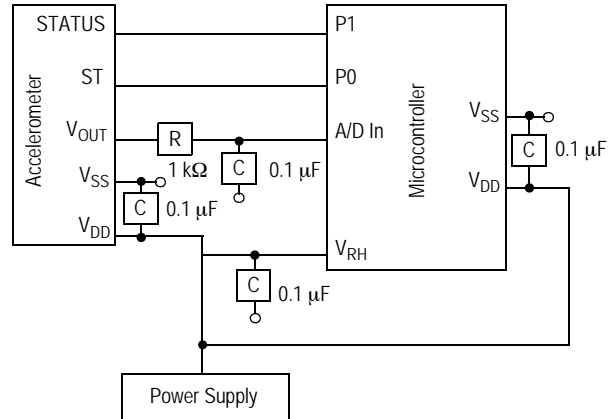 STATUS
P1
ST
P0
V_OUT
R
1 kΩ
A/D In
C
0.1 µF
Accelerometer
V_SS
C
0.1 µF
V_DD
Microcontroller
V_SS
C
0.1 µF
V_DD
V_RH
C
0.1 µF
Power Supply